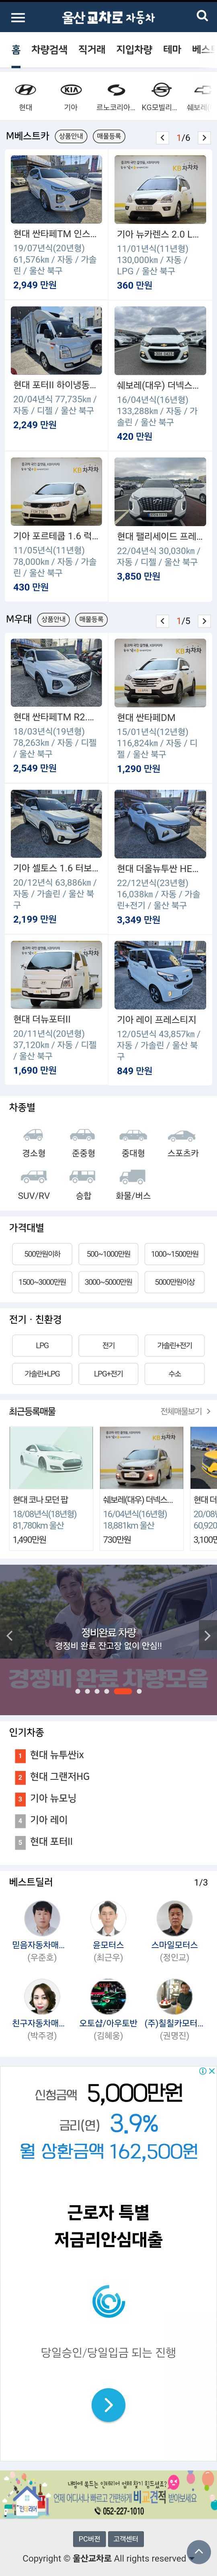 울산교차로 자동차
홈 차량검색 직거래 지입차량 테마 베스트
현대 기아 르노코리아... KG모빌리... 쉐보레(
M베스트카 상품안내 매물등록 1/6
현대 싼타페TM 인스...
19/07년식(20년형)
61,576km / 자동 / 가솔
린 / 울산 북구
2,949 만원
기아 뉴카렌스 2.0 L...
11/01년식(11년형)
130,000km / 자동 /
LPG / 울산 북구
360 만원
현대 포터II 하이냉동...
20/04년식 77,735km /
자동 / 디젤 / 울산 북구
2,249 만원
쉐보레(대우) 더넥스...
16/04년식(16년형)
133,288km / 자동 / 가
솔린 / 울산 북구
420 만원
기아 포르테쿱 1.6 럭...
11/05년식(11년형)
78,000km / 자동 / 가솔
린 / 울산 북구
430 만원
현대 팰리세이드 프레...
22/04년식 30,030km /
자동 / 디젤 / 울산 북구
3,850 만원
M우대 상품안내 매물등록 1/5
현대 싼타페TM R2....
18/03년식(19년형)
78,263km / 자동 / 디젤
/ 울산 북구
2,549 만원
현대 싼타페DM
15/01년식(12년형)
116,824km / 자동 / 디
젤 / 울산 북구
1,290 만원
기아 셀토스 1.6 터보...
20/12년식 63,886km /
자동 / 가솔린 / 울산 북
구
2,199 만원
현대 더올뉴투싼 HE...
22/12년식(23년형)
16,038km / 자동 / 가솔
린+전기 / 울산 북구
3,349 만원
현대 더뉴포터II
20/11년식(20년형)
37,120km / 자동 / 디젤
/ 울산 북구
1,690 만원
기아 레이 프레스티지
12/05년식 43,857km /
자동 / 가솔린 / 울산 북
구
849 만원
차종별
경소형 준중형 중대형 스포츠카
SUV/RV 승합 화물/버스
가격대별
500만원이하 500~1000만원 1000~1500만원
1500~3000만원 3000~5000만원 5000만원이상
전기ㆍ친환경
LPG 전기 가솔린+전기
가솔린+LPG LPG+전기 수소
최근등록매물 전체매물보기 >
현대 코나 모던 팝
18/08년식(18년형)
81,780km 울산
1,490만원
쉐보레(대우) 더넥스...
16/04년식(16년형)
18,881km 울산
730만원
현대 더
20/08년
60,920
3,100만
정비완료 차량
경정비 완료 잔고장 없이 안심!!
경정비 완료 차량모음
인기차종
1 현대 뉴투싼ix
2 현대 그랜저HG
3 기아 뉴모닝
4 기아 레이
5 현대 포터II
베스트딜러 1/3
믿음자동차매... 윤모터스 스마일모터스
(우준호) (최근우) (정인교)
친구자동차매... 오토샵/아우토반 (주)칠칠카모터...
(박주경) (김혜웅) (권명진)
신청금액 5,000만원
금리(연) 3.9%
월 상환금액 162,500원
근로자 특별
저금리안심대출
당일승인/당일입금 되는 진행
언제 어디서나 빠르고 간편하게 비교견적 받아보세요
052-227-1010
PC버전 고객센터
Copyright © 울산교차로 All rights reserved